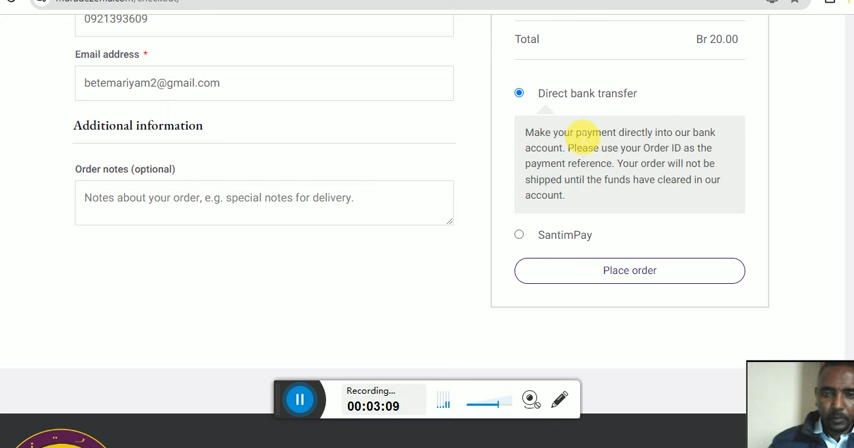 0921393609
Total Br 20.00
Email address *
betemariyam2@gmail.com
Direct bank transfer
Additional information
Make your payment directly into our bank
account. Please use your Order ID as the
payment reference. Your order will not be
shipped until the funds have cleared in our
account.
Order notes (optional)
Notes about your order, e.g. special notes for delivery.
SantimPay
Place order
Recording...
00:03:09